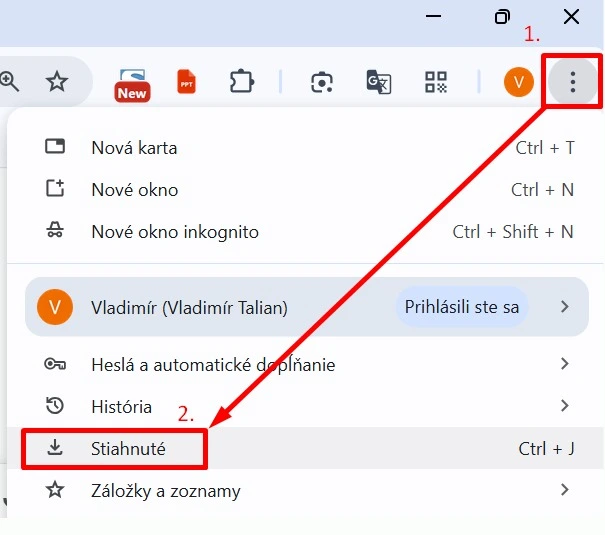 1.
New
PPT
G
V
Nová karta Ctrl + T
Nové okno Ctrl + N
Nové okno inkognito Ctrl + Shift + N
V Vladimír (Vladimír Talian) Prihlásili ste sa
Heslá a automatické dopĺňanie
História
2.
Stiahnuté Ctrl + J
Záložky a zoznamy